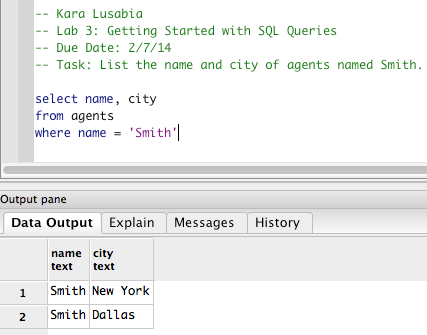 -- Kara Lusabia
-- Lab 3: Getting Started with SQL Queries
-- Due Date: 2/7/14
-- Task: List the name and city of agents named Smith.
select name, city
from agents
where name = 'Smith'
Output pane
Data Output Explain Messages History
name city
text text
1 Smith New York
2 Smith Dallas